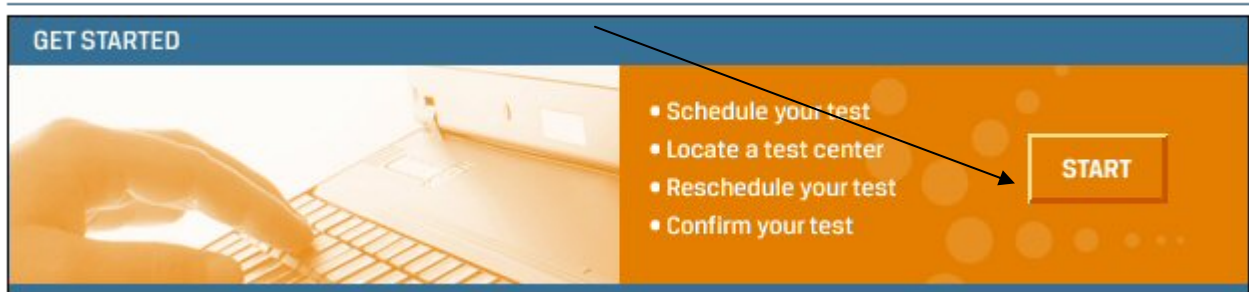 GET STARTED
• Schedule your test
• Locate a test center
• Reschedule your test
• Confirm your test
START